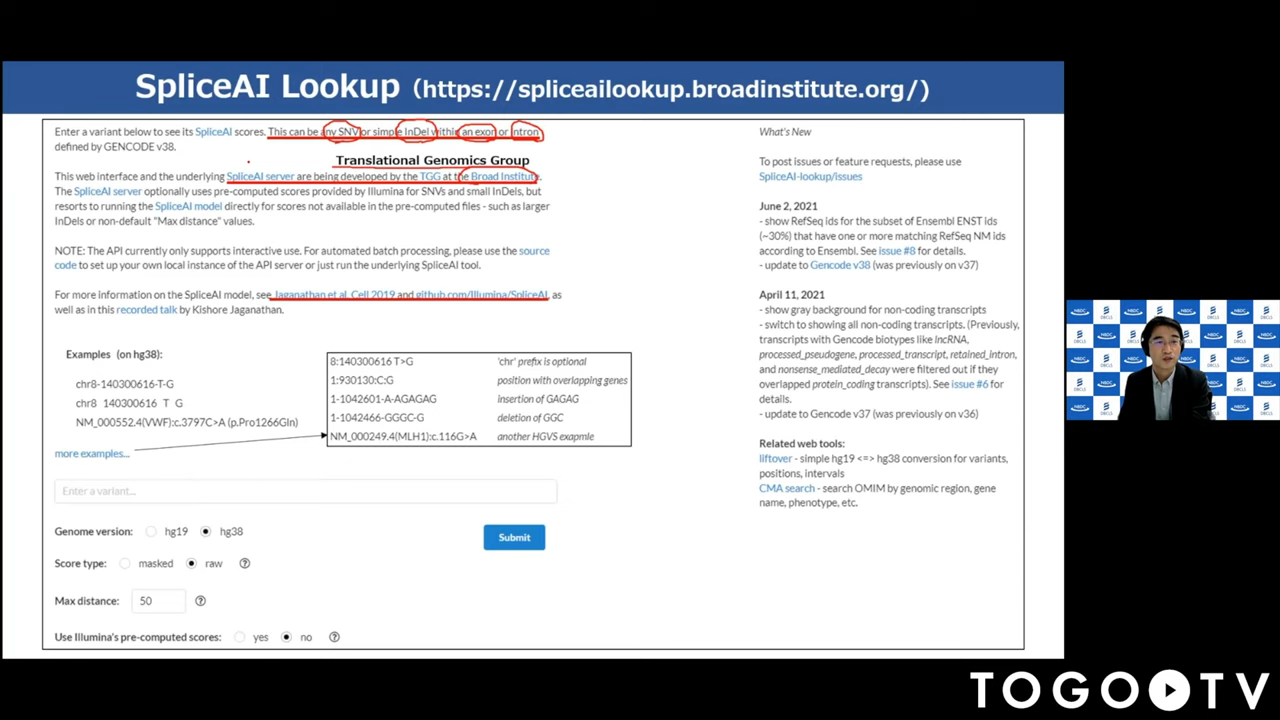 SpliceAI Lookup (https://spliceailookup.broadinstitute.org/)
Enter a variant below to see its SpliceAI scores. This can be any SNV or simple InDel within an exon or intron
defined by GENCODE v38.
Translational Genomics Group
This web interface and the underlying SpliceAI server are being developed by the TGG at the Broad Institute.
The SpliceAI server optionally uses pre-computed scores provided by Illumina for SNVs and small InDels, but
resorts to running the SpliceAI model directly for scores not available in the pre-computed files - such as larger
InDels or non-default "Max distance" values.
NOTE: The API currently only supports interactive use. For automated batch processing, please use the source
code to set up your own local instance of the API server or just run the underlying SpliceAI tool.
For more information on the SpliceAI model, see Jaganathan et al, Cell 2019 and github.com/Illumina/SpliceAI, as
well as in this recorded talk by Kishore Jaganathan.
Examples (on hg38):
chr8-140300616-T-G
chr8 140300616 T G
NM_000552.4(VWF):c.3797C>A (p.Pro1266Gln)
more examples...
8:140300616 T>G 'chr' prefix is optional
1:930130:C:G position with overlapping genes
1-1042601-A-AGAGAG insertion of GAGAG
1-1042466-GGGC-G deletion of GGC
NM_000249.4(MLH1):c.116G>A another HGVS exapmle
Enter a variant...
Genome version: hg19 hg38
Submit
Score type: masked raw ?
Max distance: 50 ?
Use Illumina's pre-computed scores: yes no ?
What's New
To post issues or feature requests, please use
SpliceAI-lookup/issues
June 2, 2021
- show RefSeq ids for the subset of Ensembl ENST ids
(~30%) that have one or more matching RefSeq NM ids
according to Ensembl. See issue #8 for details.
- update to Gencode v38 (was previously on v37)
April 11, 2021
- show gray background for non-coding transcripts
- switch to showing all non-coding transcripts. (Previously,
transcripts with Gencode biotypes like lncRNA,
processed_pseudogene, processed_transcript, retained_intron,
and nonsense_mediated_decay were filtered out if they
overlapped protein_coding transcripts). See issue #6 for
details.
- update to Gencode v37 (was previously on v36)
Related web tools:
liftover - simple hg19 <=> hg38 conversion for variants,
positions, intervals
CMA search - search OMIM by genomic region, gene
name, phenotype, etc.
NBDC
DBCLS
TOGO TV